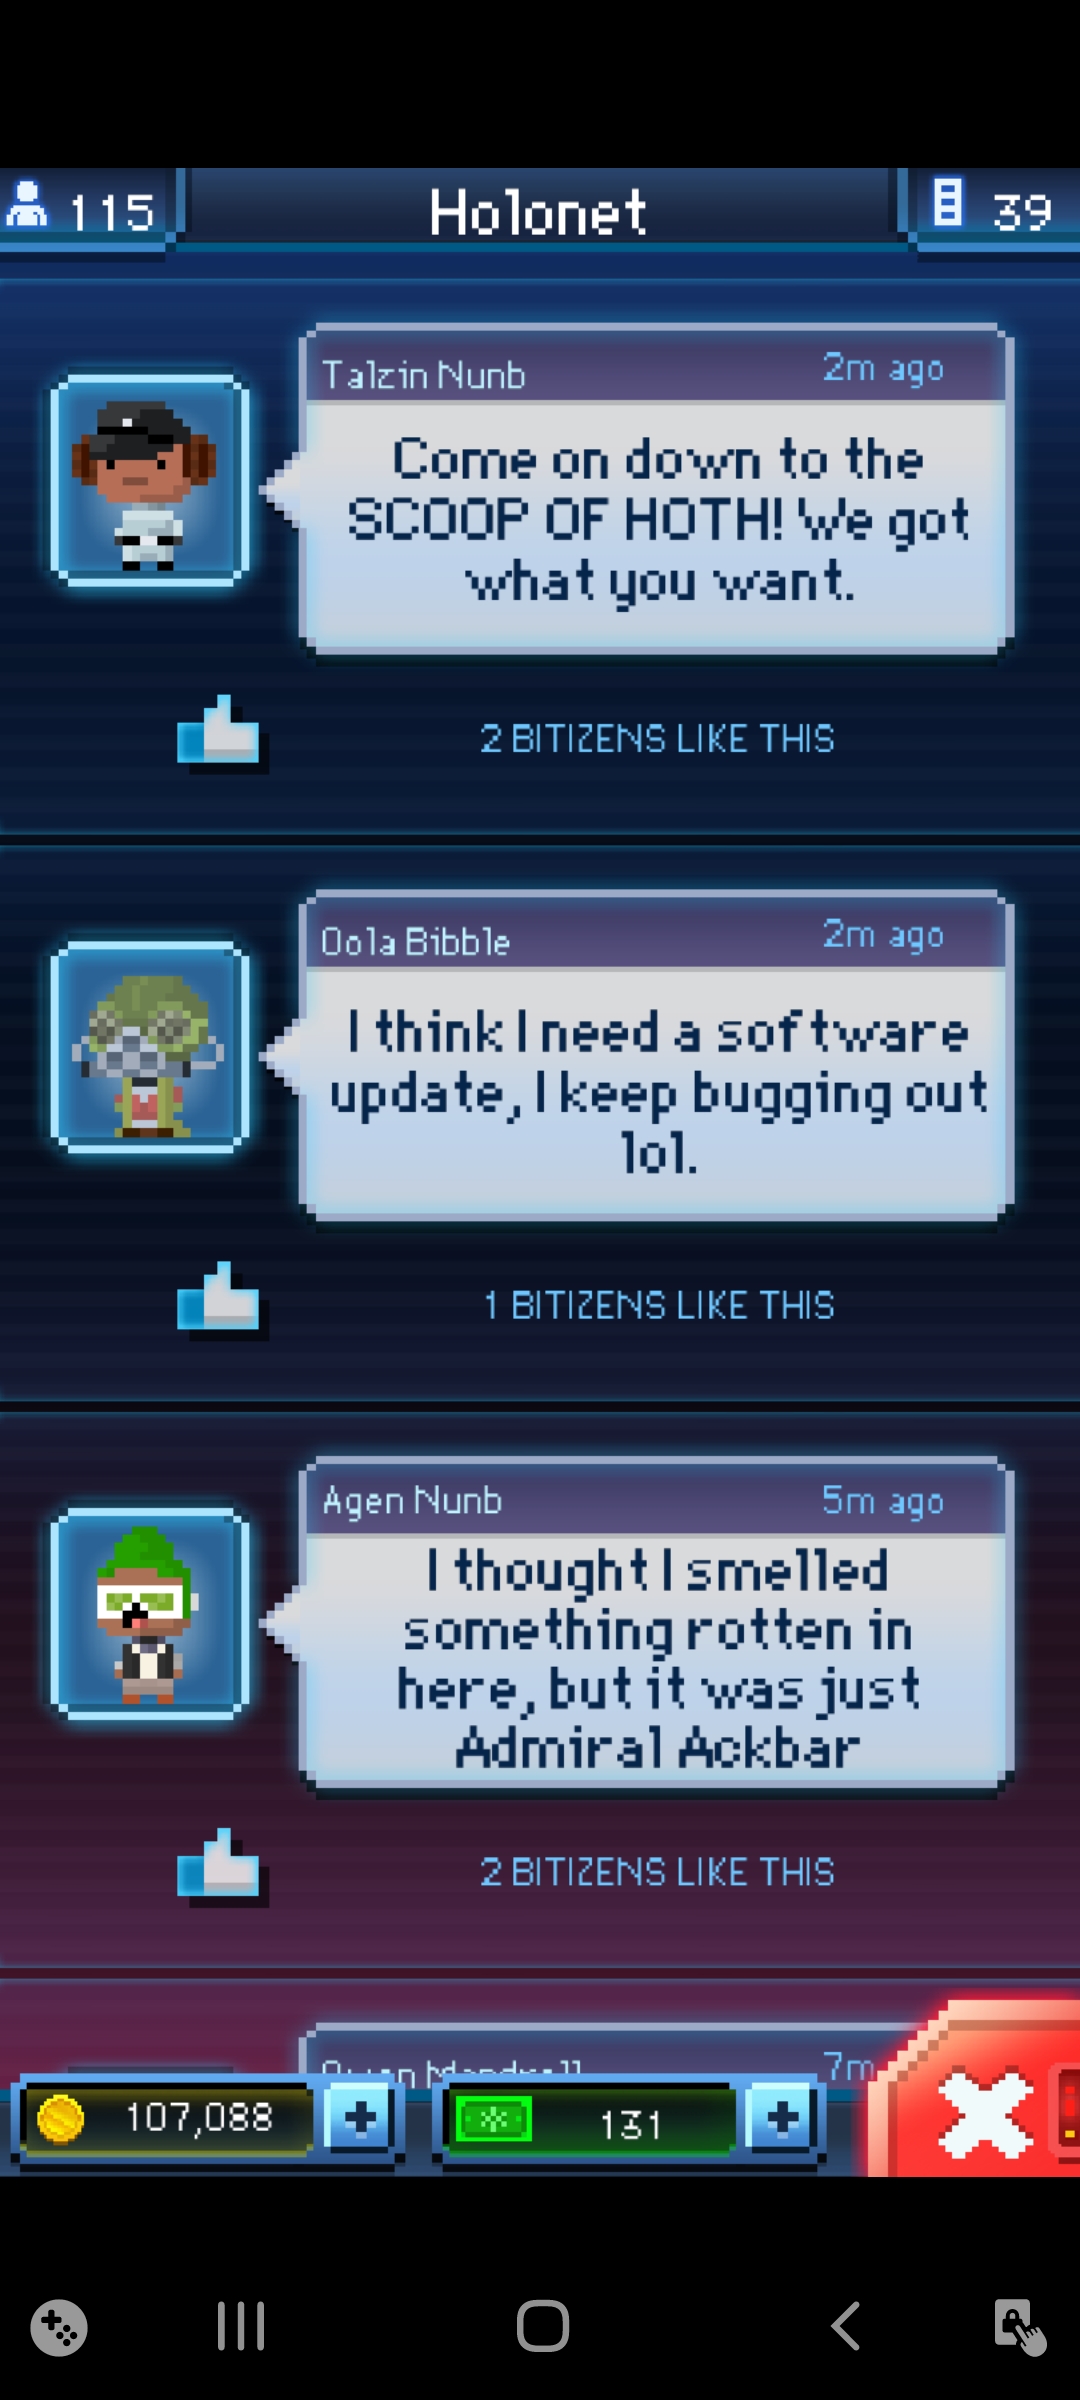 115
Holonet
39
Talzin Nunb
2m ago
Come on down to the
SCOOP OF HOTH! We got
what you want.
2 BITIZENS LIKE THIS
Oola Bibble
2m ago
I think I need a software
update, I keep bugging out
lol.
1 BITIZENS LIKE THIS
Agen Nunb
5m ago
I thought I smelled
something rotten in
here, but it was just
Admiral Ackbar
2 BITIZENS LIKE THIS
7m
107,088
131